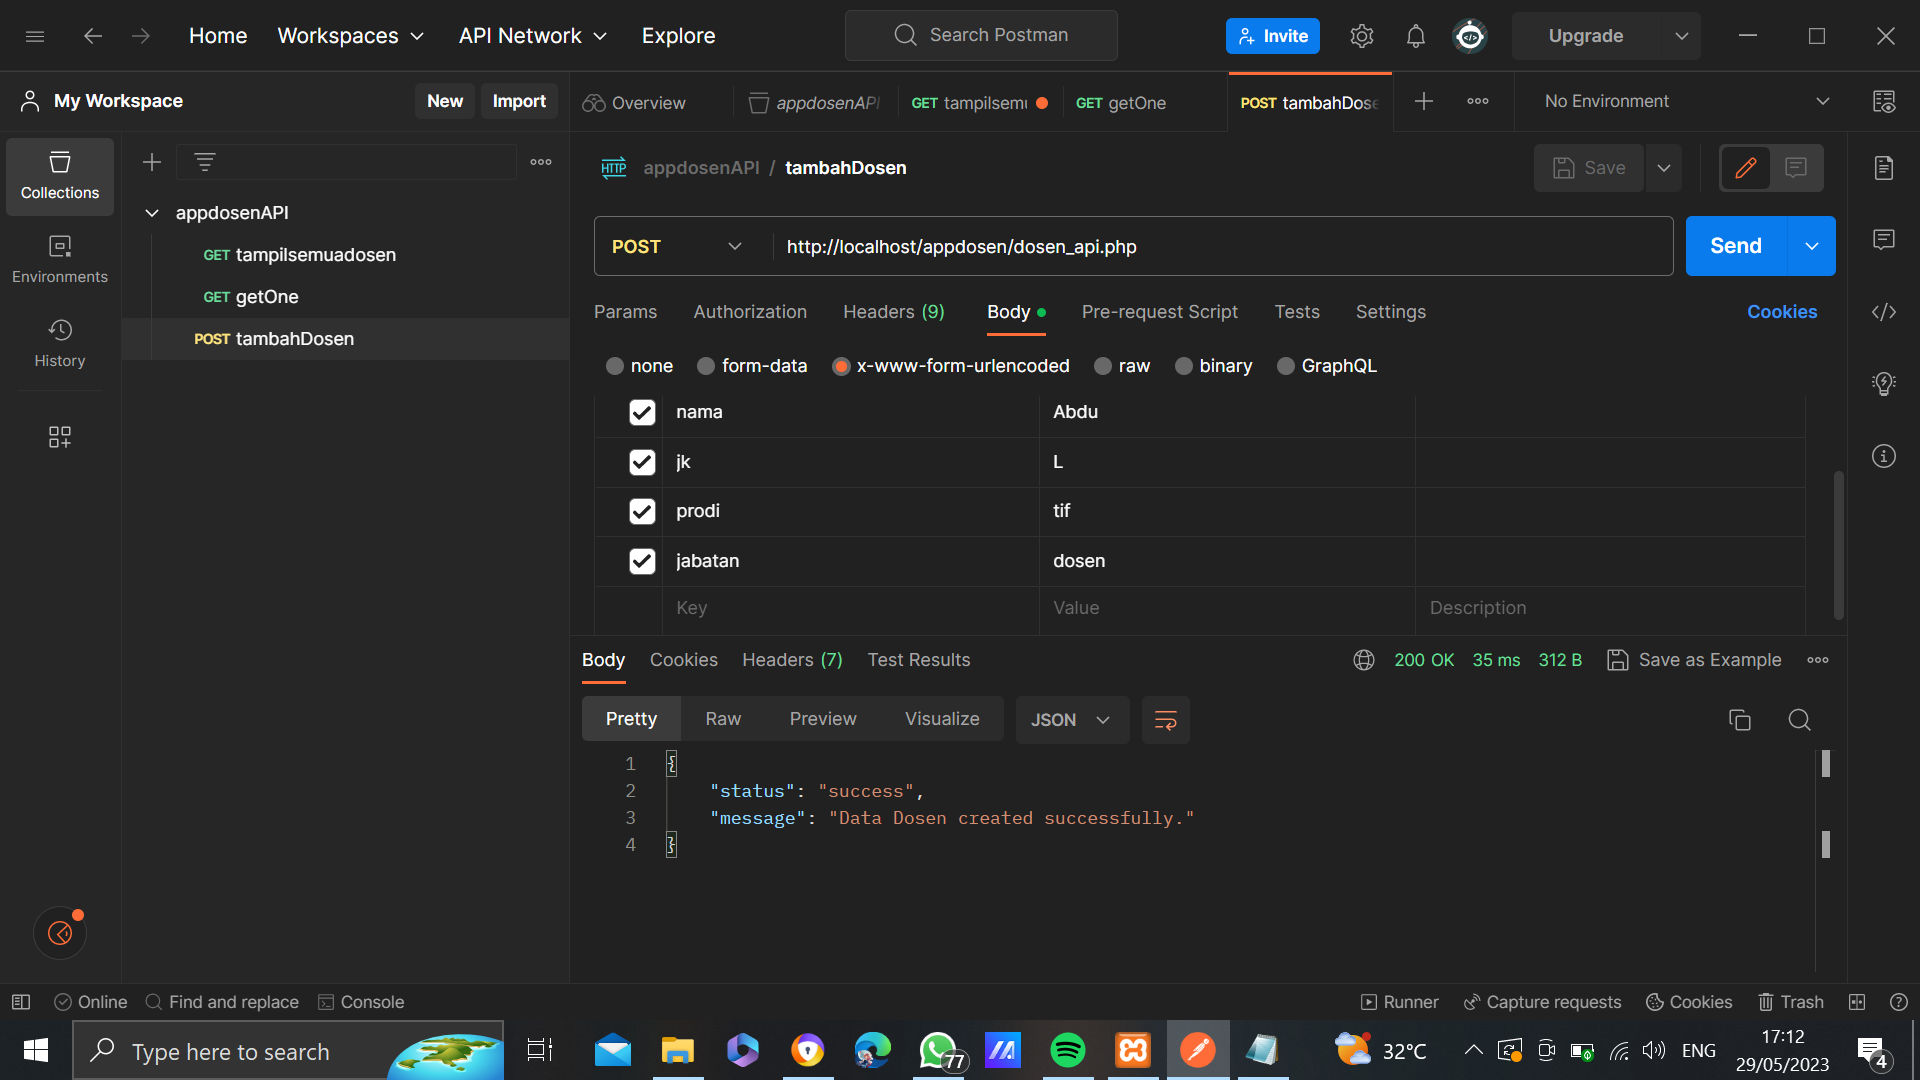 Home
Workspaces
API Network
Explore
Search Postman
Invite
Upgrade
My Workspace
New
Import
Overview
appdosenAPI
GET tampilsemu
GET getOne
POST tambahDose
No Environment
Collections
Environments
History
appdosenAPI
GET tampilsemuadosen
GET getOne
POST tambahDosen
HTTP appdosenAPI / tambahDosen
Save
POST
http://localhost/appdosen/dosen_api.php
Send
Params
Authorization
Headers (9)
Body
Pre-request Script
Tests
Settings
Cookies
none
form-data
x-www-form-urlencoded
raw
binary
GraphQL
nama Abdu
jk L
prodi tif
jabatan dosen
Key Value Description
Body
Cookies
Headers (7)
Test Results
200 OK 35 ms 312 B
Save as Example
Pretty
Raw
Preview
Visualize
JSON
1 {
2 "status": "success",
3 "message": "Data Dosen created successfully."
4 }
Online
Find and replace
Console
Runner
Capture requests
Cookies
Trash
Type here to search
77
32°C
ENG
17:12
29/05/2023
4